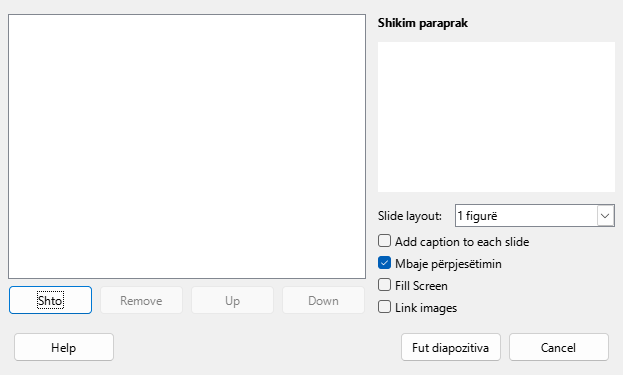 Shikim paraprak
Slide layout: 1 figurë
Add caption to each slide
Mbaje përpjesëtimin
Fill Screen
Link images
Shto Remove Up Down
Help Fut diapozitiva Cancel